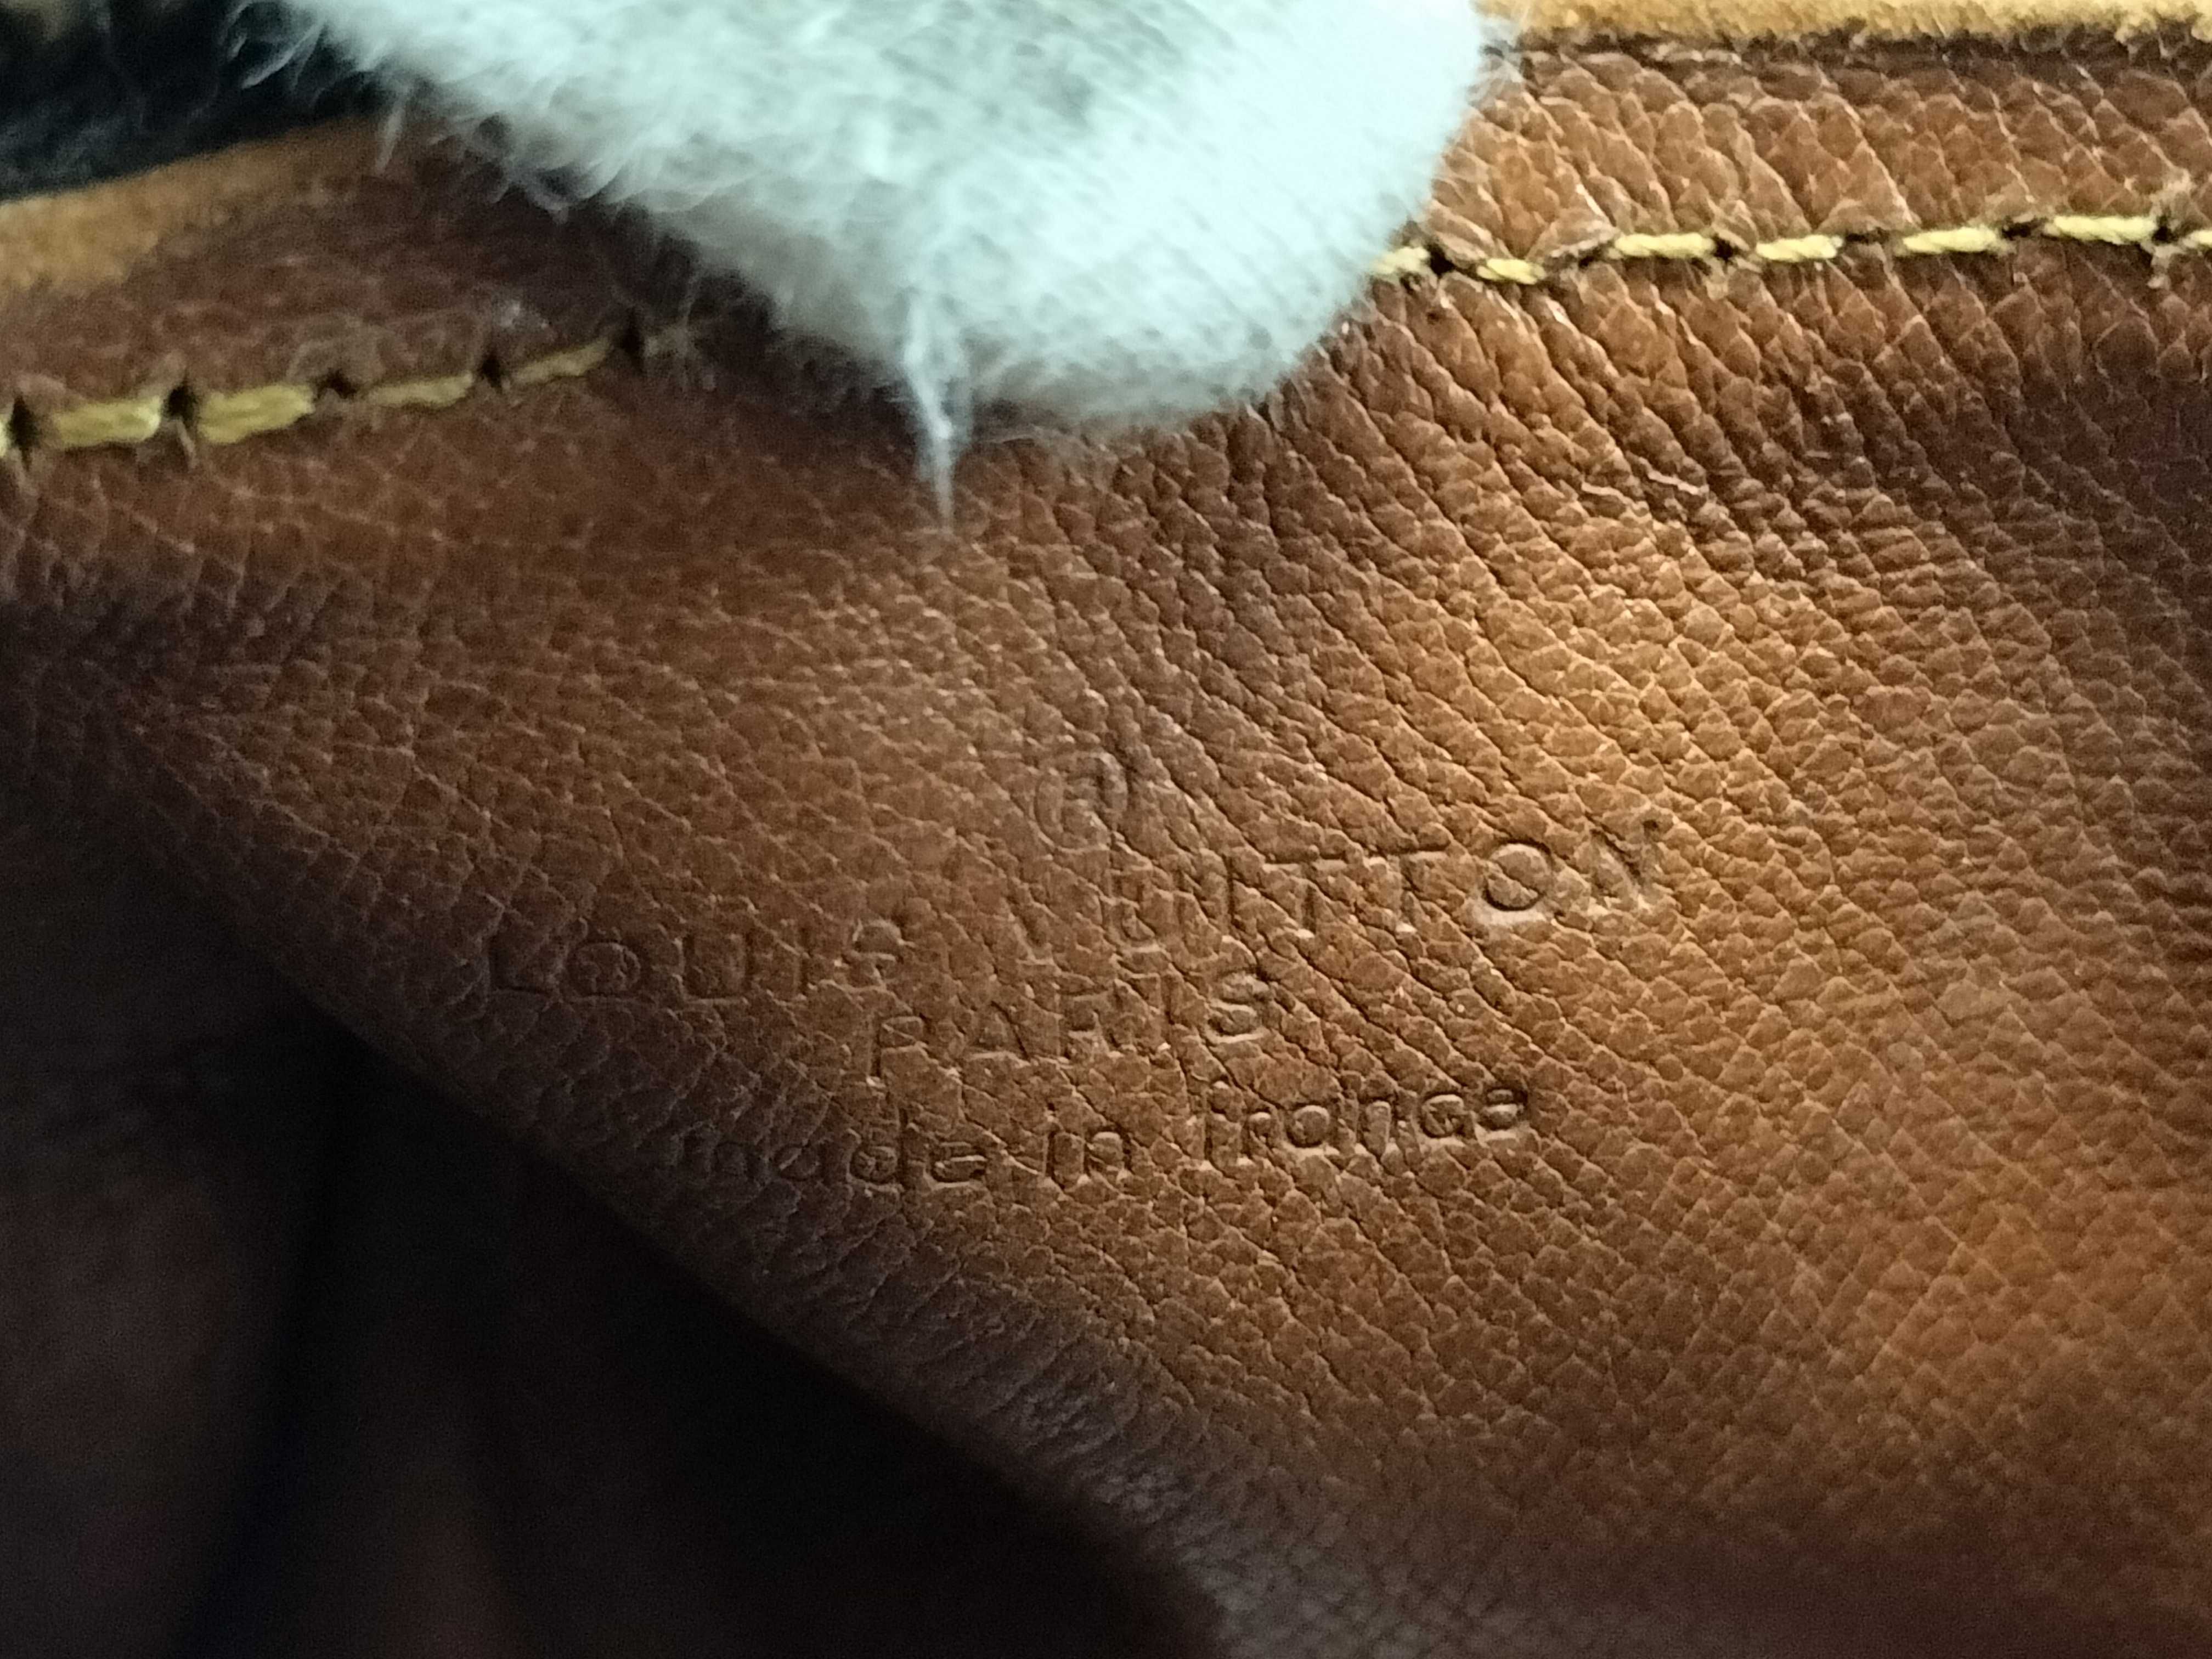 ®
LOUIS VUITTON
PARIS
made in france